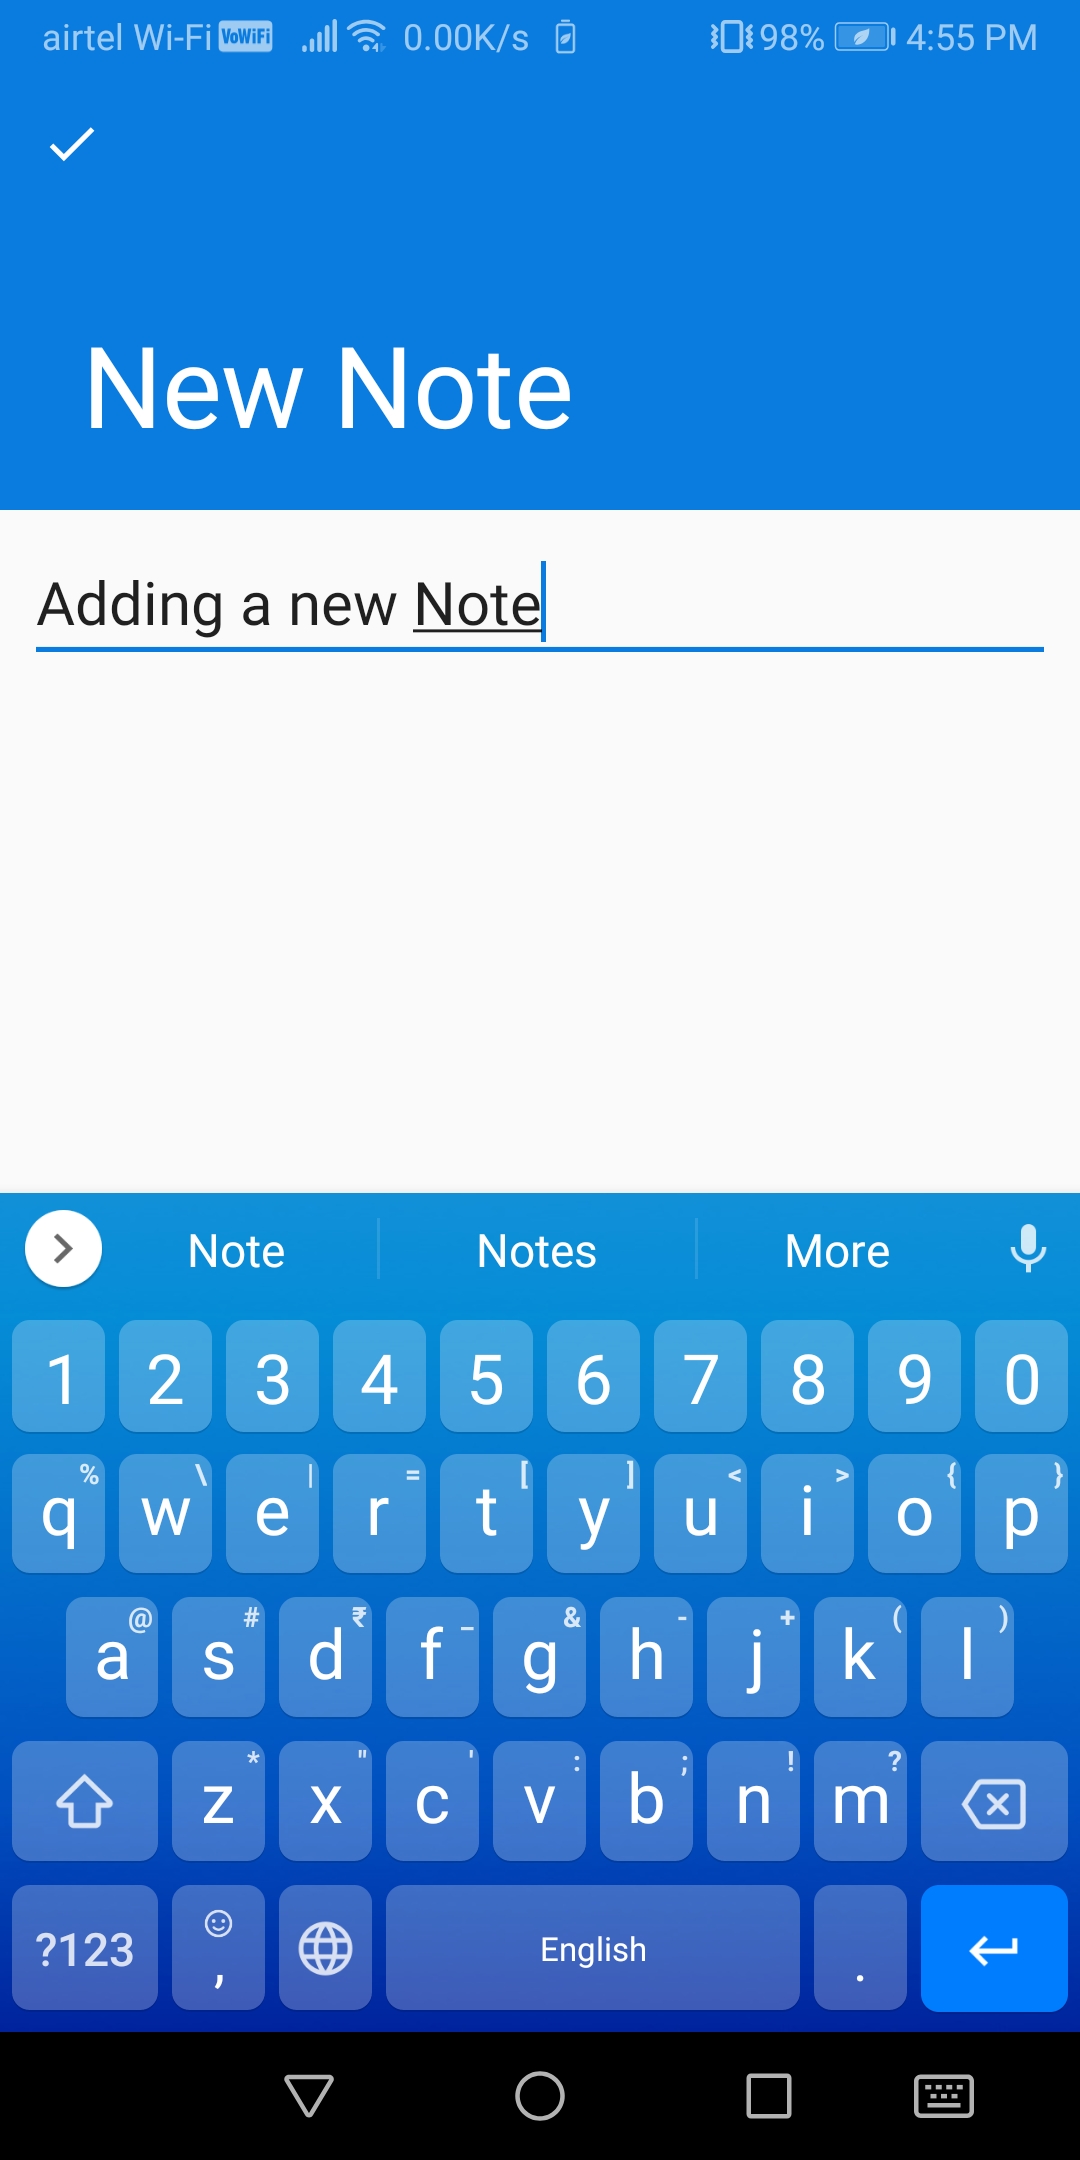 airtel Wi-Fi VoWiFi 0.00K/s 98% 4:55 PM
New Note
Adding a new Note
Note Notes More
1 2 3 4 5 6 7 8 9 0
% \ | = [ ] < > { }
q w e r t y u i o p
@ # ₹ _ & - + ( )
a s d f g h j k l
* " ' : ; ! ?
z x c v b n m
?123 , English .